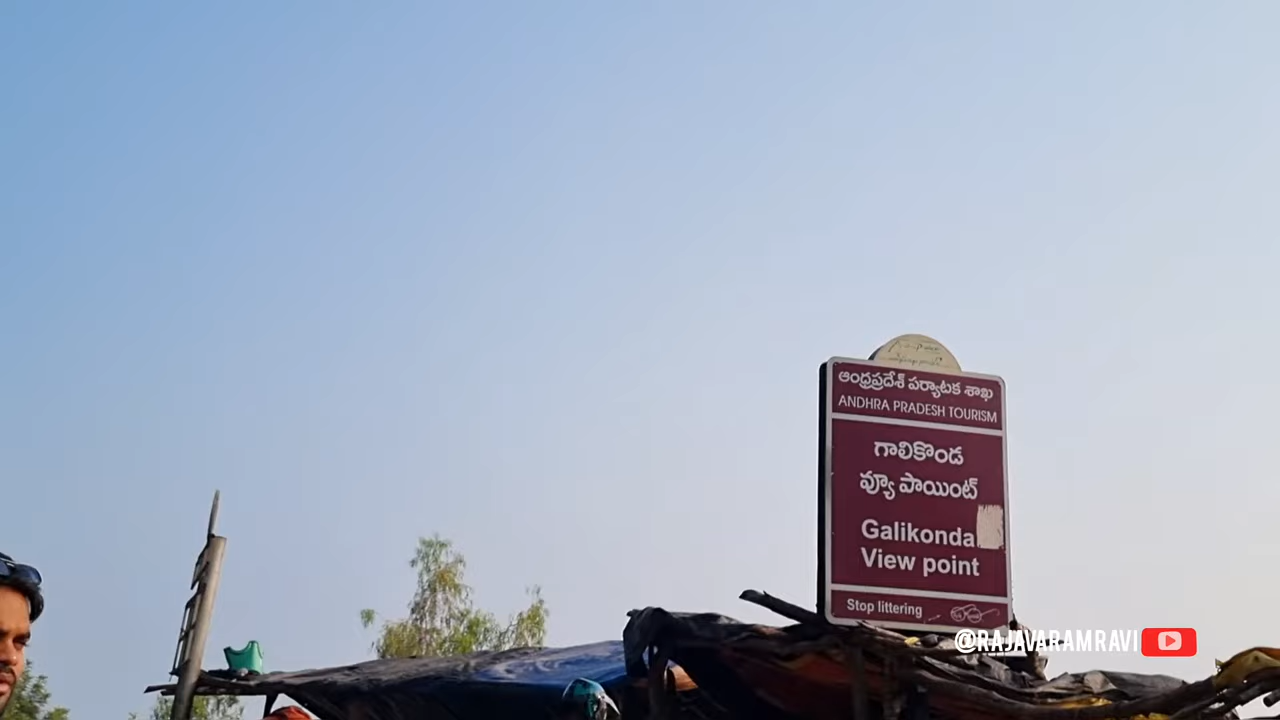 ఆంధ్రప్రదేశ్ పర్యాటక శాఖ
ANDHRA PRADESH TOURISM
గాలికొండ
వ్యూ పాయింట్
Galikonda
View point
Stop littering
@RAJAVARAMRAVI